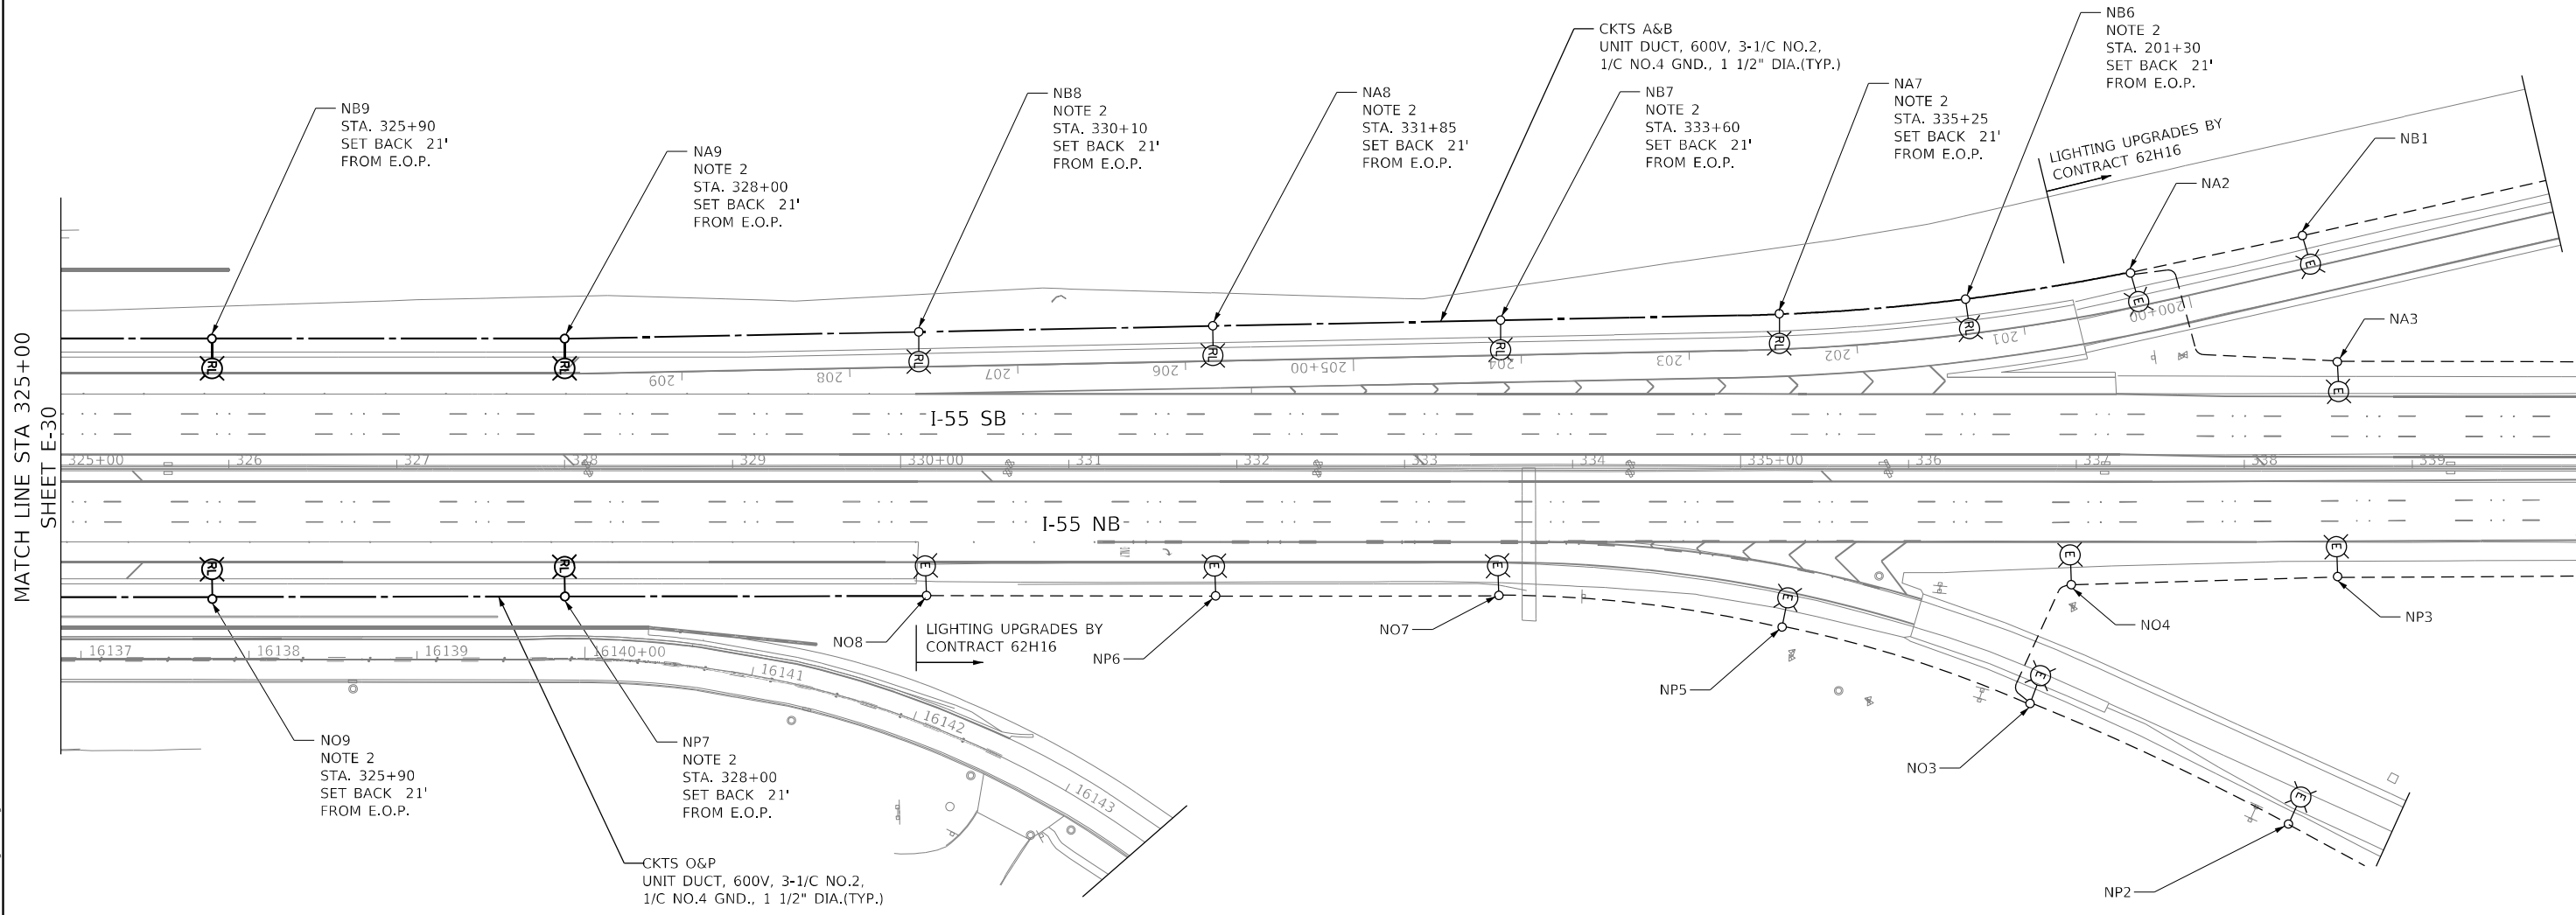 NB6
NOTE 2
STA. 201+30
SET BACK 21'
FROM E.O.P.
CKTS A&B
UNIT DUCT, 600V, 3-1/C NO.2,
1/C NO.4 GND., 1 1/2" DIA.(TYP.)
NB9
STA. 325+90
SET BACK 21'
FROM E.O.P.
NA9
NOTE 2
STA. 328+00
SET BACK 21'
FROM E.O.P.
NB8
NOTE 2
STA. 330+10
SET BACK 21'
FROM E.O.P.
NA8
NOTE 2
STA. 331+85
SET BACK 21'
FROM E.O.P.
NB7
NOTE 2
STA. 333+60
SET BACK 21'
FROM E.O.P.
NA7
NOTE 2
STA. 335+25
SET BACK 21'
FROM E.O.P.
LIGHTING UPGRADES BY
CONTRACT 62H16
NB1
NA2
NA3
E
E
E
RL
RL
RL
RL
RL
RL
RL
209
208
207
206
205+00
204
203
202
201
200+00
MATCH LINE STA 325+00
SHEET E-30
I-55 SB
325+00
326
327
328
329
330+00
331
332
333
334
335+00
336
337
338
339
I-55 NB
RL
RL
E
E
E
E
E
E
E
E
NO8
LIGHTING UPGRADES BY
CONTRACT 62H16
NP6
NO7
NP5
NO3
NO4
NP3
NP2
16137
16138
16139
16140+00
16141
16142
16143
NO9
NOTE 2
STA. 325+90
SET BACK 21'
FROM E.O.P.
NP7
NOTE 2
STA. 328+00
SET BACK 21'
FROM E.O.P.
CKTS O&P
UNIT DUCT, 600V, 3-1/C NO.2,
1/C NO.4 GND., 1 1/2" DIA.(TYP.)